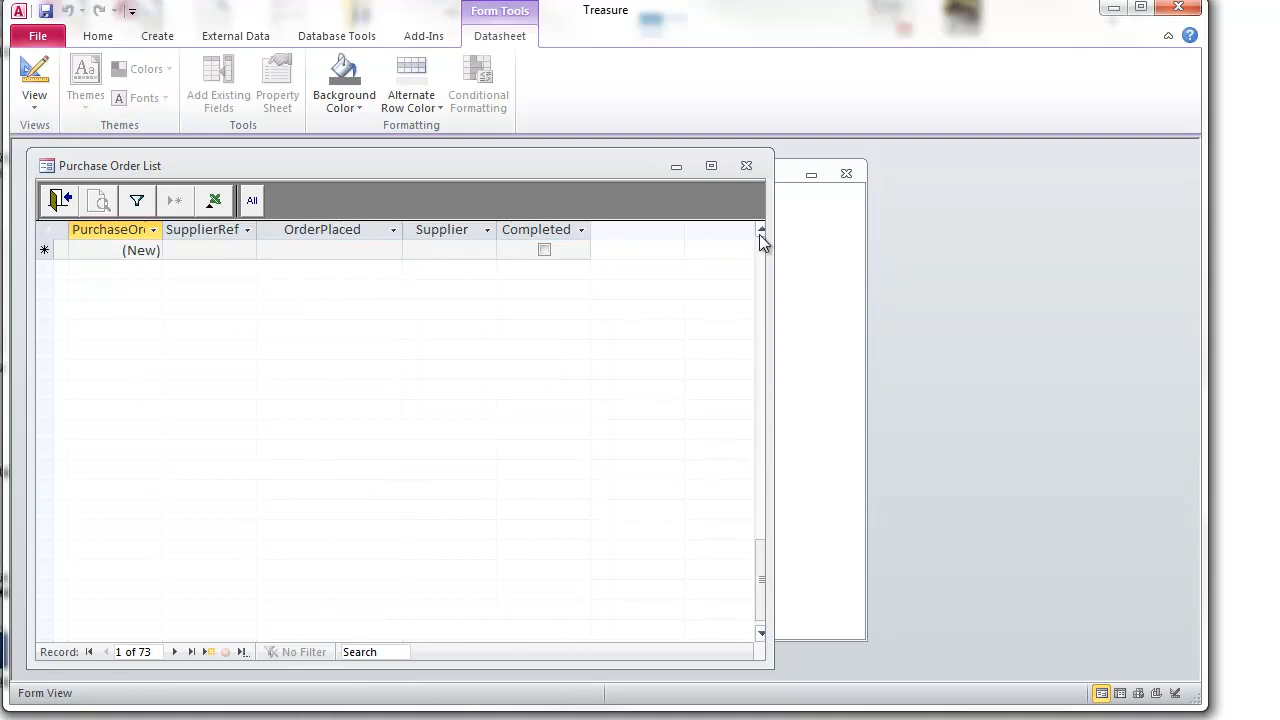 Form Tools Treasure
File Home Create External Data Database Tools Add-Ins Datasheet
View Themes Colors Fonts Add Existing Fields Property Sheet Background Color Alternate Row Color Conditional Formatting
Views Themes Tools Formatting
Purchase Order List
All
PurchaseOr SupplierRef OrderPlaced Supplier Completed
(New)
Record: 1 of 73 No Filter Search
Form View